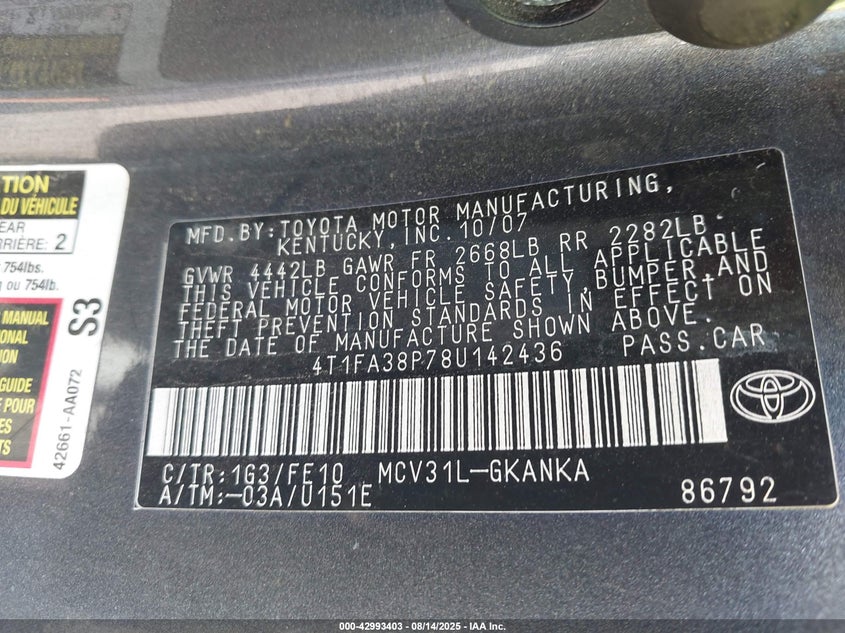 TION
DU VÉHICULE
EAR
RRIÈRE: 2
754lbs.
ou 754lb.
MANUAL
ONAL
ION
GUIDE
POUR
ES
TS
S3
42661-AA072
MFD.BY:TOYOTA MOTOR MANUFACTURING,
KENTUCKY,INC. 10/07
GVWR 4442LB GAWR FR 2668LB RR 2282LB
THIS VEHICLE CONFORMS TO ALL APPLICABLE
FEDERAL MOTOR VEHICLE SAFETY,BUMPER,AND
THEFT PREVENTION STANDARDS IN EFFECT ON
THE DATE OF MANUFACTURE SHOWN ABOVE.
4T1FA38P78U142436 PASS.CAR
C/TR:1G3/FE10 MCV31L-GKANKA
A/TM:-03A/U151E 86792
000-42993403 - 08/14/2025 - IAA Inc.